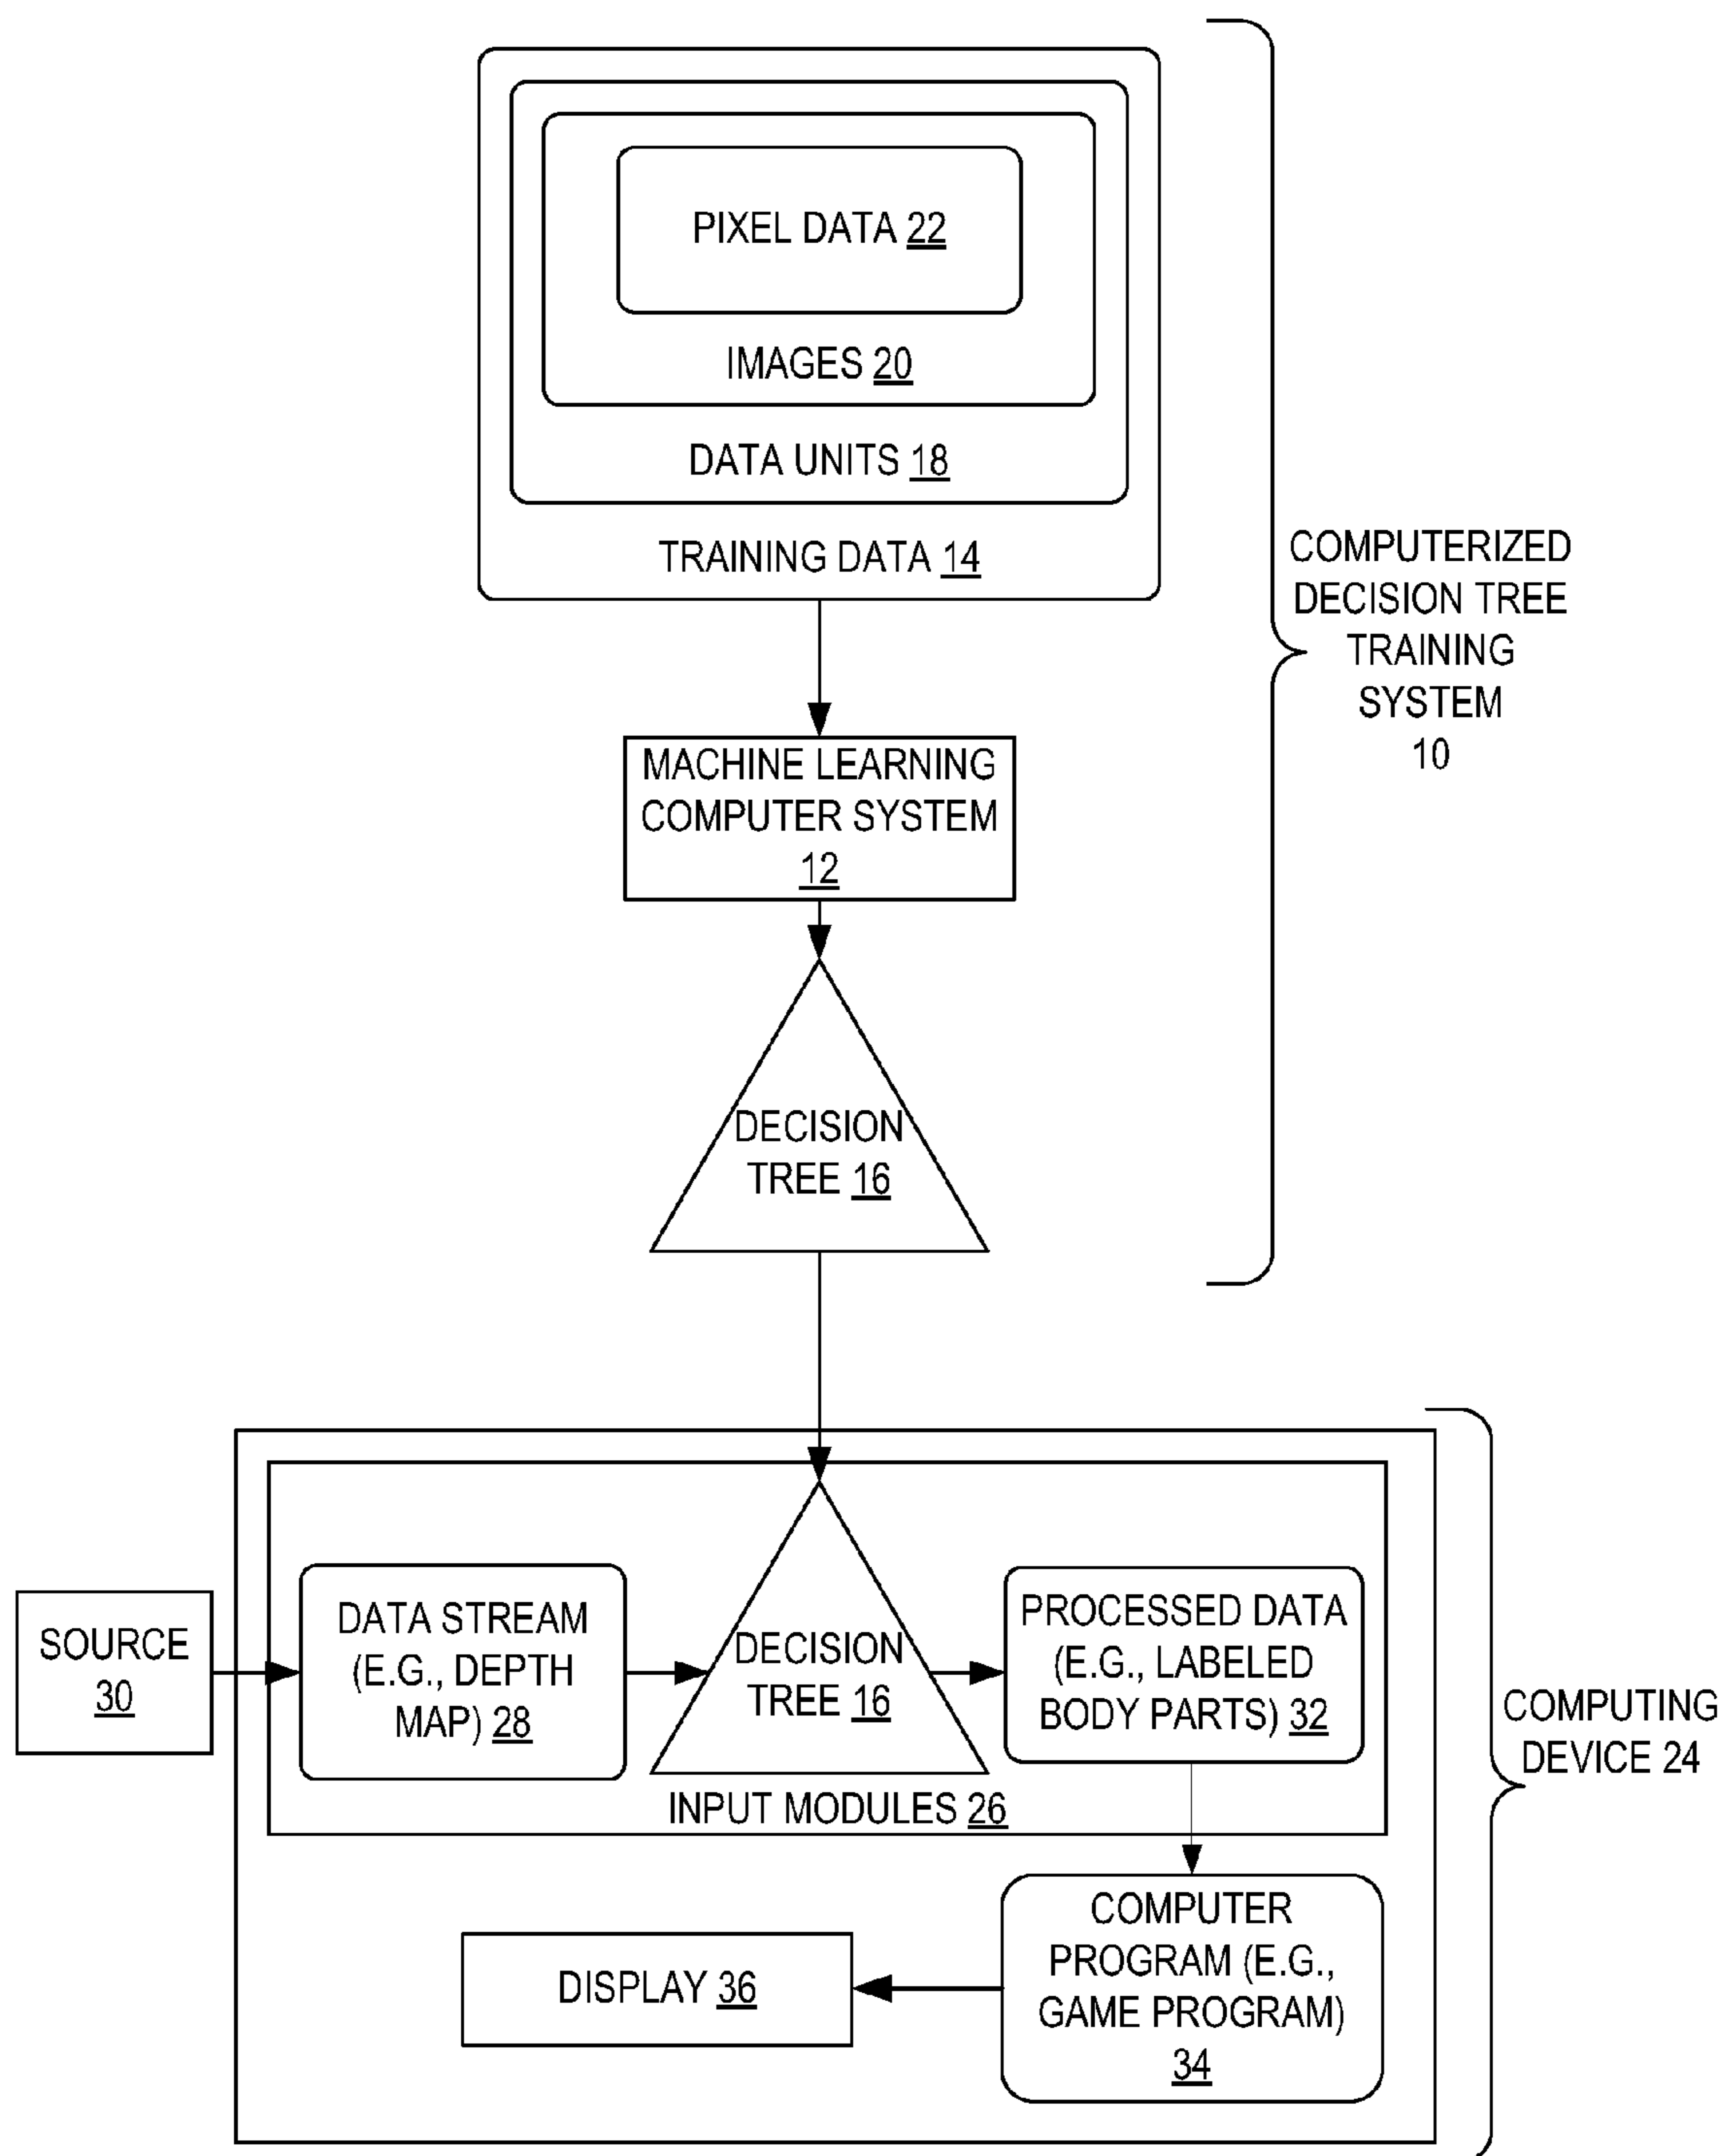 PIXEL DATA 22
IMAGES 20
DATA UNITS 18
TRAINING DATA 14
COMPUTERIZED
DECISION TREE
TRAINING
SYSTEM
10
MACHINE LEARNING
COMPUTER SYSTEM
12
DECISION
TREE 16
SOURCE
30
DATA STREAM
(E.G., DEPTH
MAP) 28
DECISION
TREE 16
PROCESSED DATA
(E.G., LABELED
BODY PARTS) 32
INPUT MODULES 26
COMPUTING
DEVICE 24
DISPLAY 36
COMPUTER
PROGRAM (E.G.,
GAME PROGRAM)
34